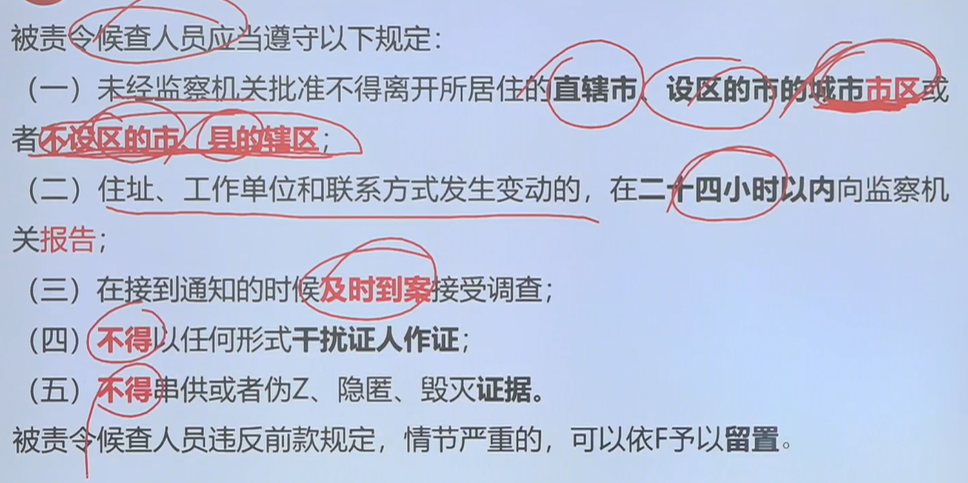 被责令候查人员应当遵守以下规定：
（一）未经监察机关批准不得离开所居住的直辖市、设区的市的城市市区或
者不设区的市、县的辖区；
（二）住址、工作单位和联系方式发生变动的，在二十四小时以内向监察机
关报告；
（三）在接到通知的时候及时到案接受调查；
（四）不得以任何形式干扰证人作证；
（五）不得串供或者伪Z、隐匿、毁灭证据。
被责令候查人员违反前款规定，情节严重的，可以依F予以留置。